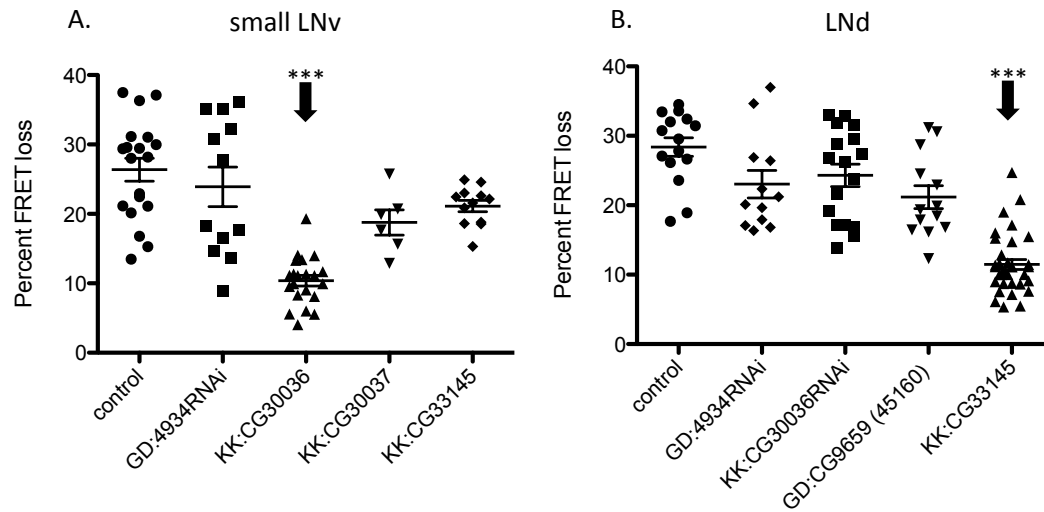 A.
small LNv
***
Percent FRET loss
40
30
20
10
0
control
GD:4934RNAi
KK:CG30036
KK:CG30037
KK:CG33145
B.
LNd
***
Percent FRET loss
40
30
20
10
0
control
GD:4934RNAi
KK:CG30036RNAi
GD:CG9659 (45160)
KK:CG33145